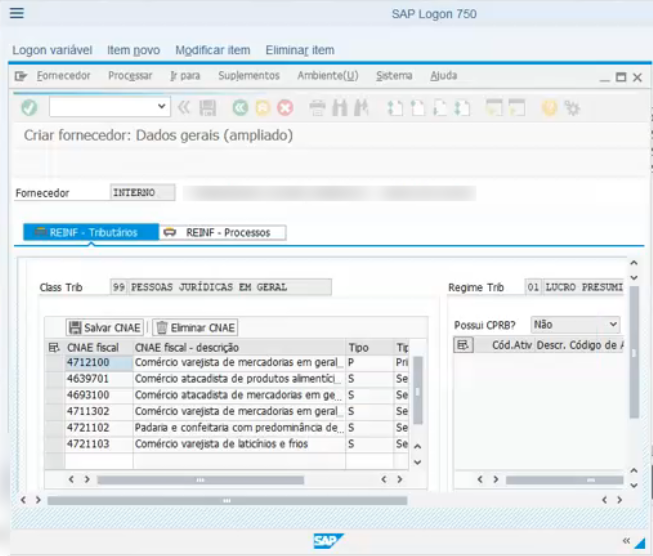 SAP Logon 750
Logon variável Item novo Modificar item Eliminar item
Fornecedor Processar Ir para Suplementos Ambiente(U) Sistema Ajuda
Criar fornecedor: Dados gerais (ampliado)
Fornecedor INTERNO
REINF - Tributários REINF - Processos
Class Trib 99 PESSOAS JURÍDICAS EM GERAL Regime Trib 01 LUCRO PRESUMI
Salvar CNAE Eliminar CNAE Possui CPRB? Não
CNAE fiscal CNAE fiscal - descrição Tipo Tip Cód.Ativ Descr. Código de A
4712100 Comércio varejista de mercadorias em geral_ P Pri
4639701 Comércio atacadista de produtos alimentíci_ S Se
4693100 Comércio atacadista de mercadorias em ge_ S Se
4711302 Comércio varejista de mercadorias em geral_ S Se
4721102 Padaria e confeitaria com predominância de_ S Se
4721103 Comércio varejista de laticínios e frios S Se
SAP